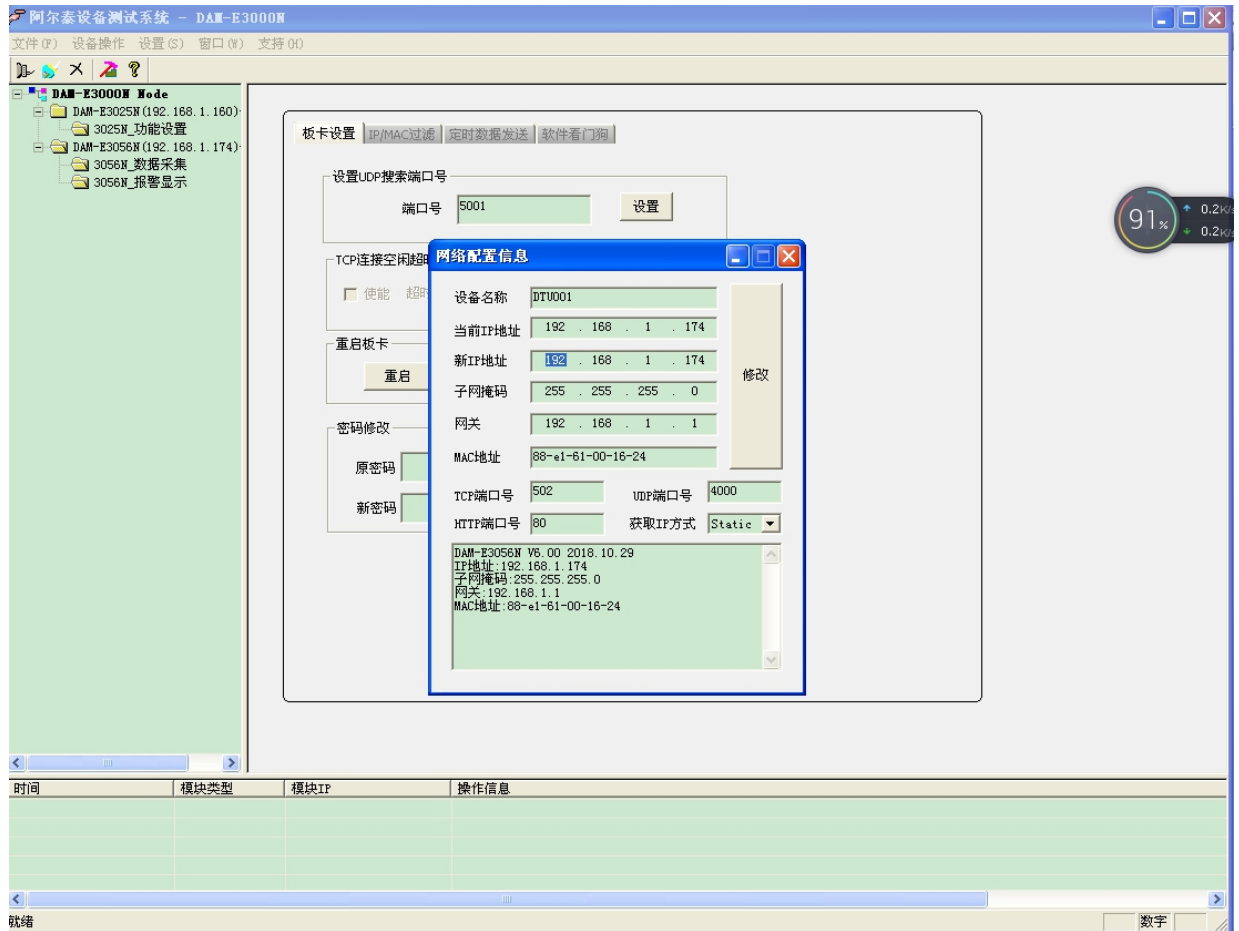 阿尔泰设备测试系统 - DAM-E3000N
文件(F) 设备操作 设置(S) 窗口(W) 支持(H)
DAM-E3000N Node
DAM-E3025N(192.168.1.160)
3025N_功能设置
DAM-E3056N(192.168.1.174)
3056N_数据采集
3056N_报警显示
板卡设置 IP/MAC过滤 定时数据发送 软件看门狗
设置UDP搜索端口号
端口号 5001 设置
TCP连接空闲超时
使能 超时
重启板卡
重启
密码修改
原密码
新密码
网络配置信息
设备名称 DTU001
当前IP地址 192 . 168 . 1 . 174
新IP地址 192 . 168 . 1 . 174
子网掩码 255 . 255 . 255 . 0
网关 192 . 168 . 1 . 1
MAC地址 88-e1-61-00-16-24
修改
TCP端口号 502 UDP端口号 4000
HTTP端口号 80 获取IP方式 Static
DAM-E3056N V6.00 2018.10.29
IP地址:192.168.1.174
子网掩码:255.255.255.0
网关:192.168.1.1
MAC地址:88-e1-61-00-16-24
91%
0.2K/s
0.2K/s
时间 模块类型 模块IP 操作信息
就绪 数字